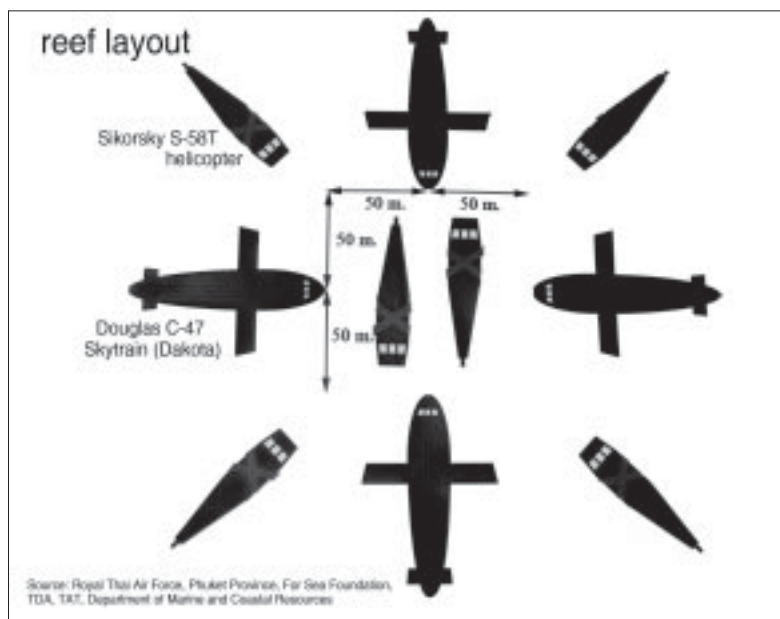 reef layout
Sikorsky S-58T
helicopter
50 m.
50 m.
50 m.
50 m.
Douglas C-47
Skytrain (Dakota)
Source: Royal Thai Air Force, Phuket Province, For Sea Foundation,
TDA, TAT, Department of Marine and Coastal Resources